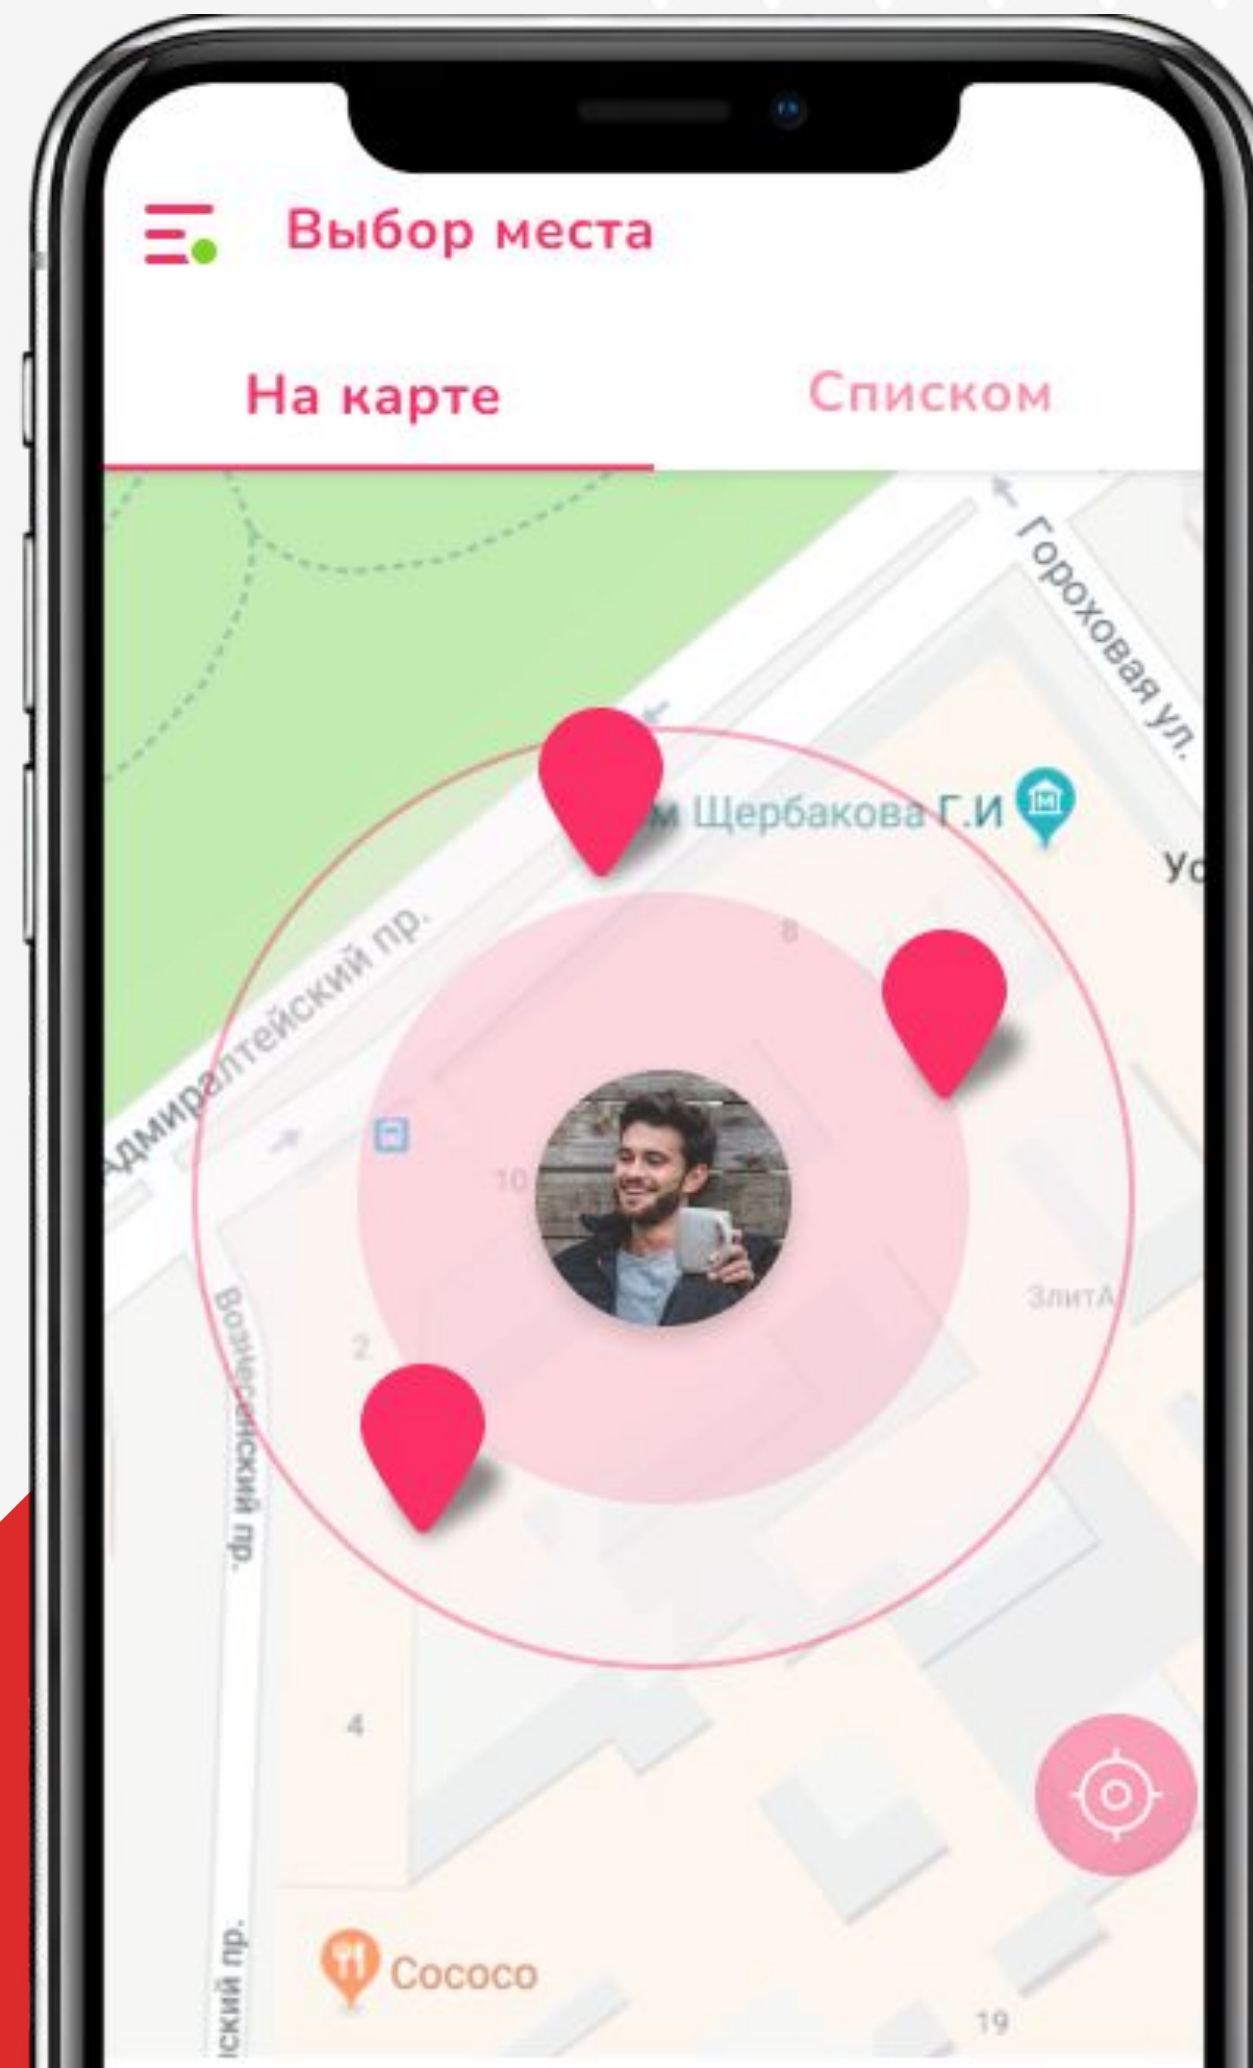 Выбор места
На карте
Списком
Гороховая ул.
м Щербакова Г.И
Ус
Адмиралтейский пр.
8
10
ЗлитА
2
Вознесенский пр.
4
Сососо
ский пр.
19